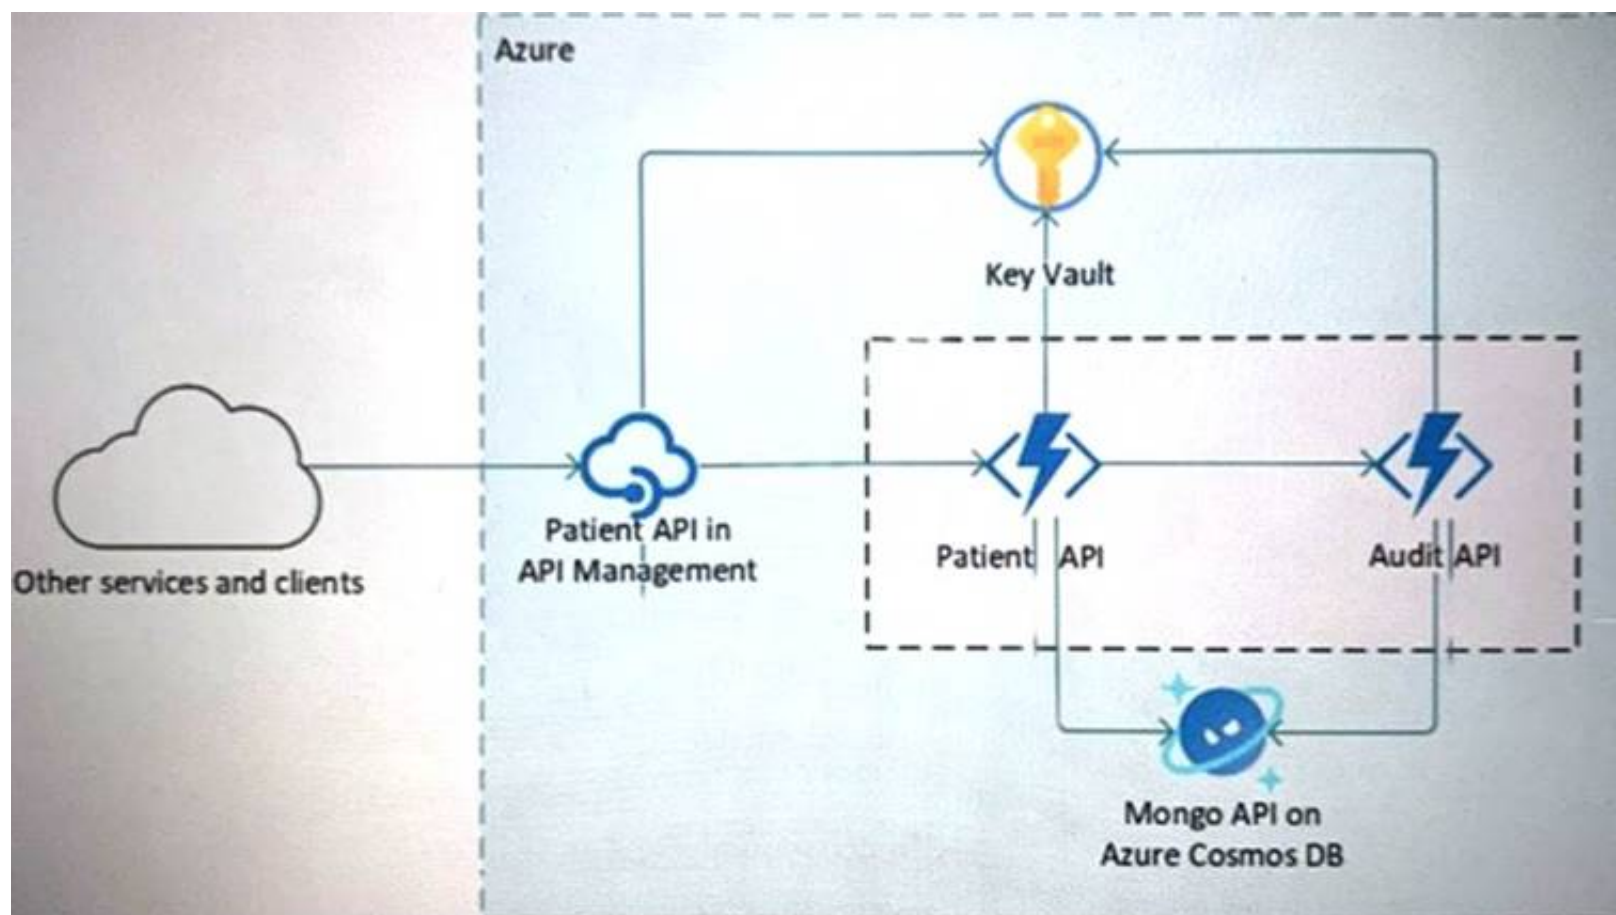 Azure
Key Vault
Patient API in
API Management
Other services and clients
Patient API
Audit API
Mongo API on
Azure Cosmos DB